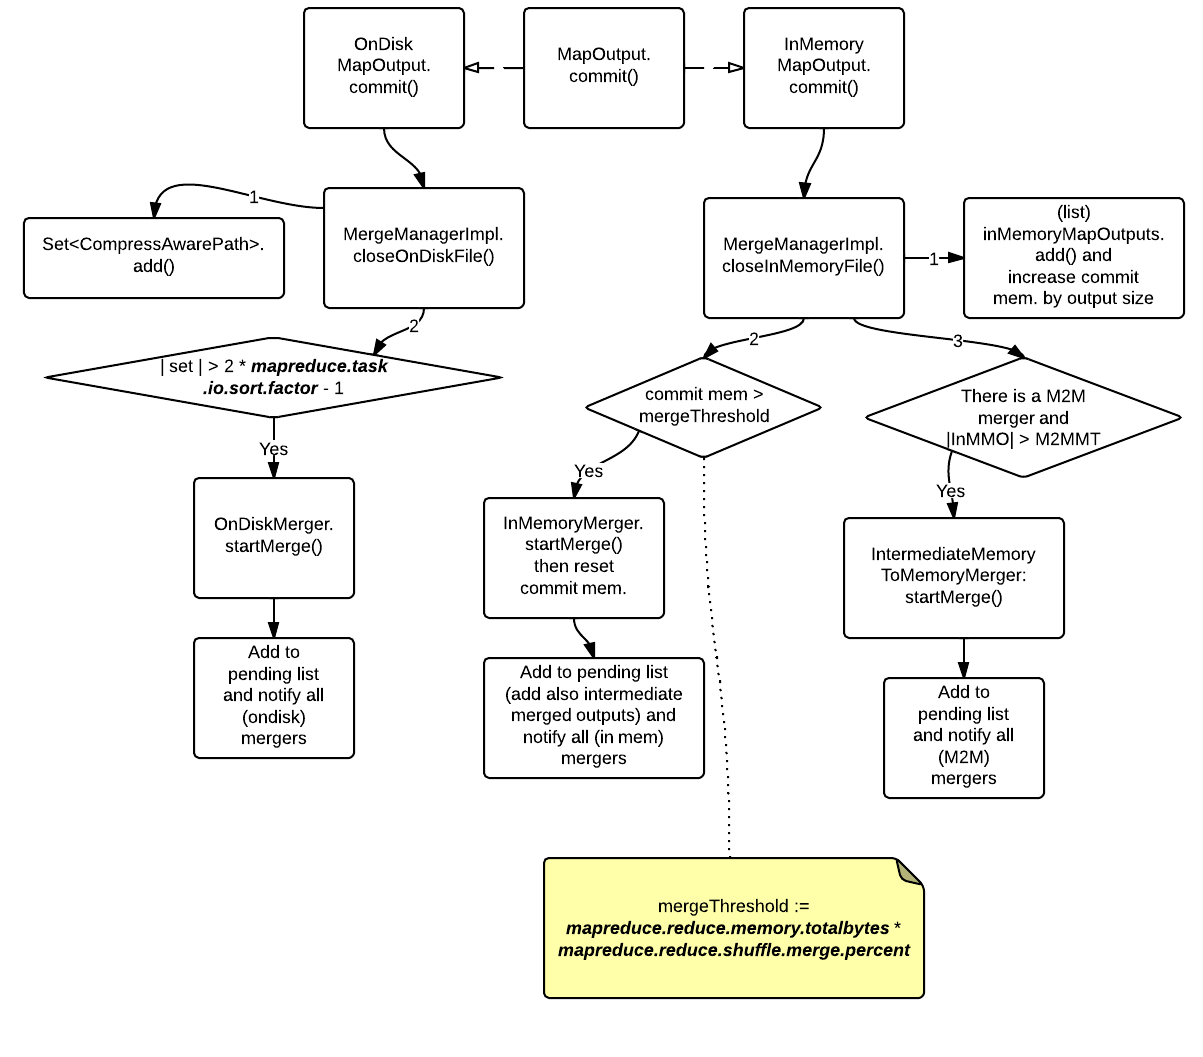 OnDisk
MapOutput.
commit()
MapOutput.
commit()
InMemory
MapOutput.
commit()
1
Set<CompressAwarePath>.
add()
MergeManagerImpl.
closeOnDiskFile()
MergeManagerImpl.
closeInMemoryFile()
1
(list)
inMemoryMapOutputs.
add() and
increase commit
mem. by output size
2
2
3
| set | > 2 * mapreduce.task
.io.sort.factor - 1
commit mem >
mergeThreshold
There is a M2M
merger and
|InMMO| > M2MMT
Yes
Yes
Yes
OnDiskMerger.
startMerge()
InMemoryMerger.
startMerge()
then reset
commit mem.
IntermediateMemory
ToMemoryMerger:
startMerge()
Add to
pending list
and notify all
(ondisk)
mergers
Add to pending list
(add also intermediate
merged outputs) and
notify all (in mem)
mergers
Add to
pending list
and notify all
(M2M)
mergers
mergeThreshold :=
mapreduce.reduce.memory.totalbytes *
mapreduce.reduce.shuffle.merge.percent